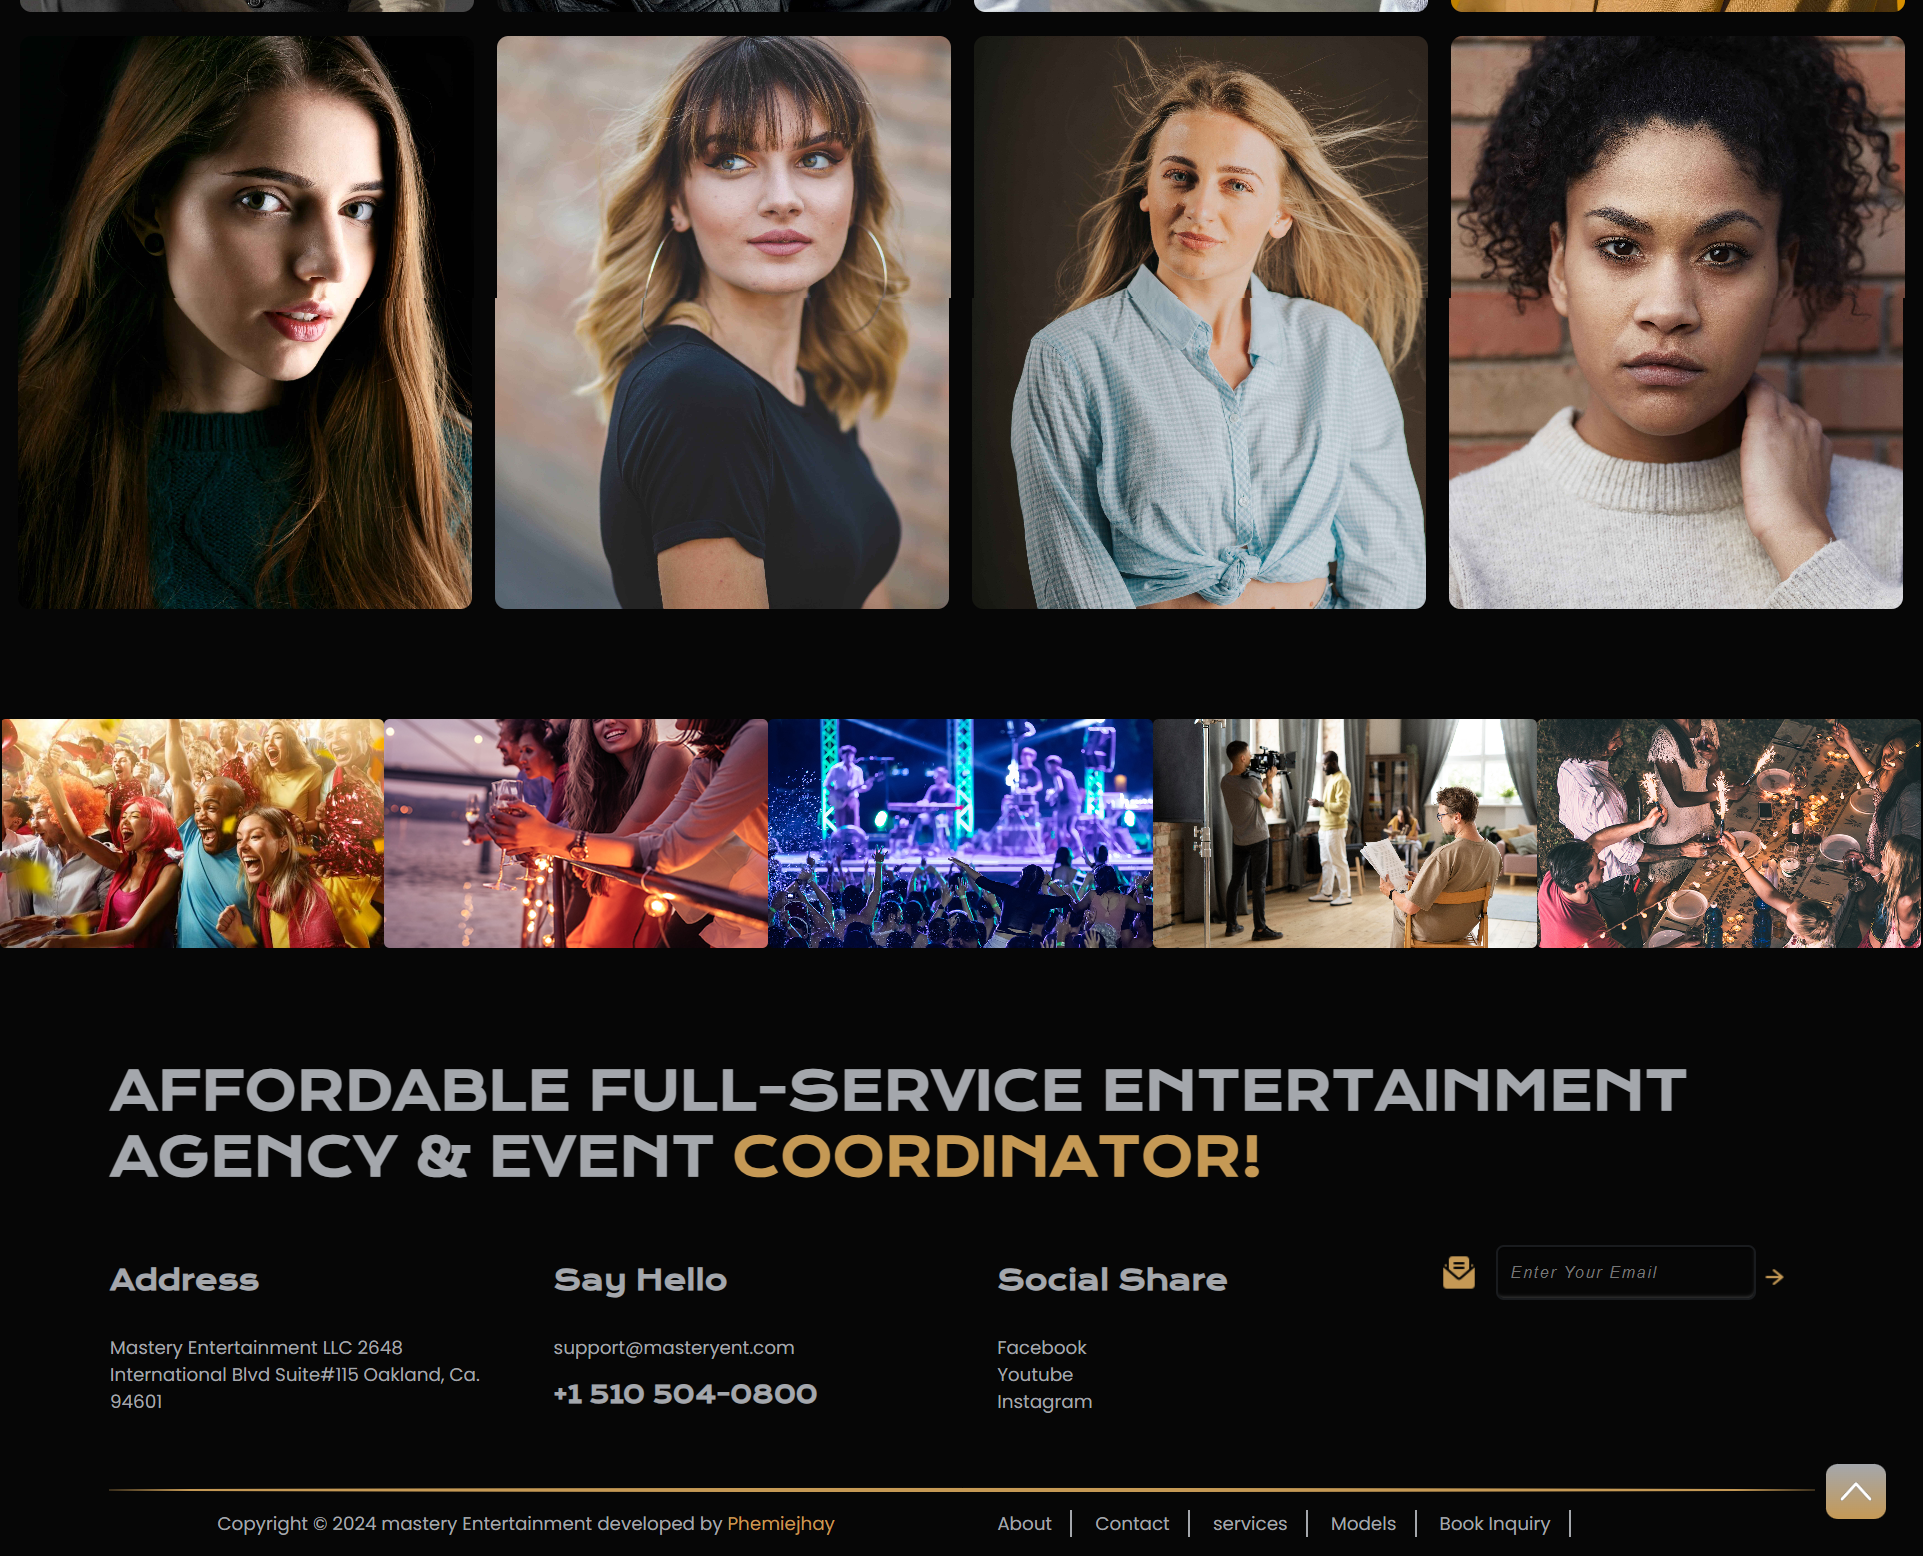 AFFORDABLE FULL-SERVICE ENTERTAINMENT
AGENCY & EVENT COORDINATOR!
Address
Mastery Entertainment LLC 2648
International Blvd Suite#115 Oakland, Ca.
94601
Say Hello
support@masteryent.com
+1 510 504-0800
Social Share
Facebook
Youtube
Instagram
Enter Your Email
Copyright © 2024 mastery Entertainment developed by Phemiejhay
About
Contact
services
Models
Book Inquiry